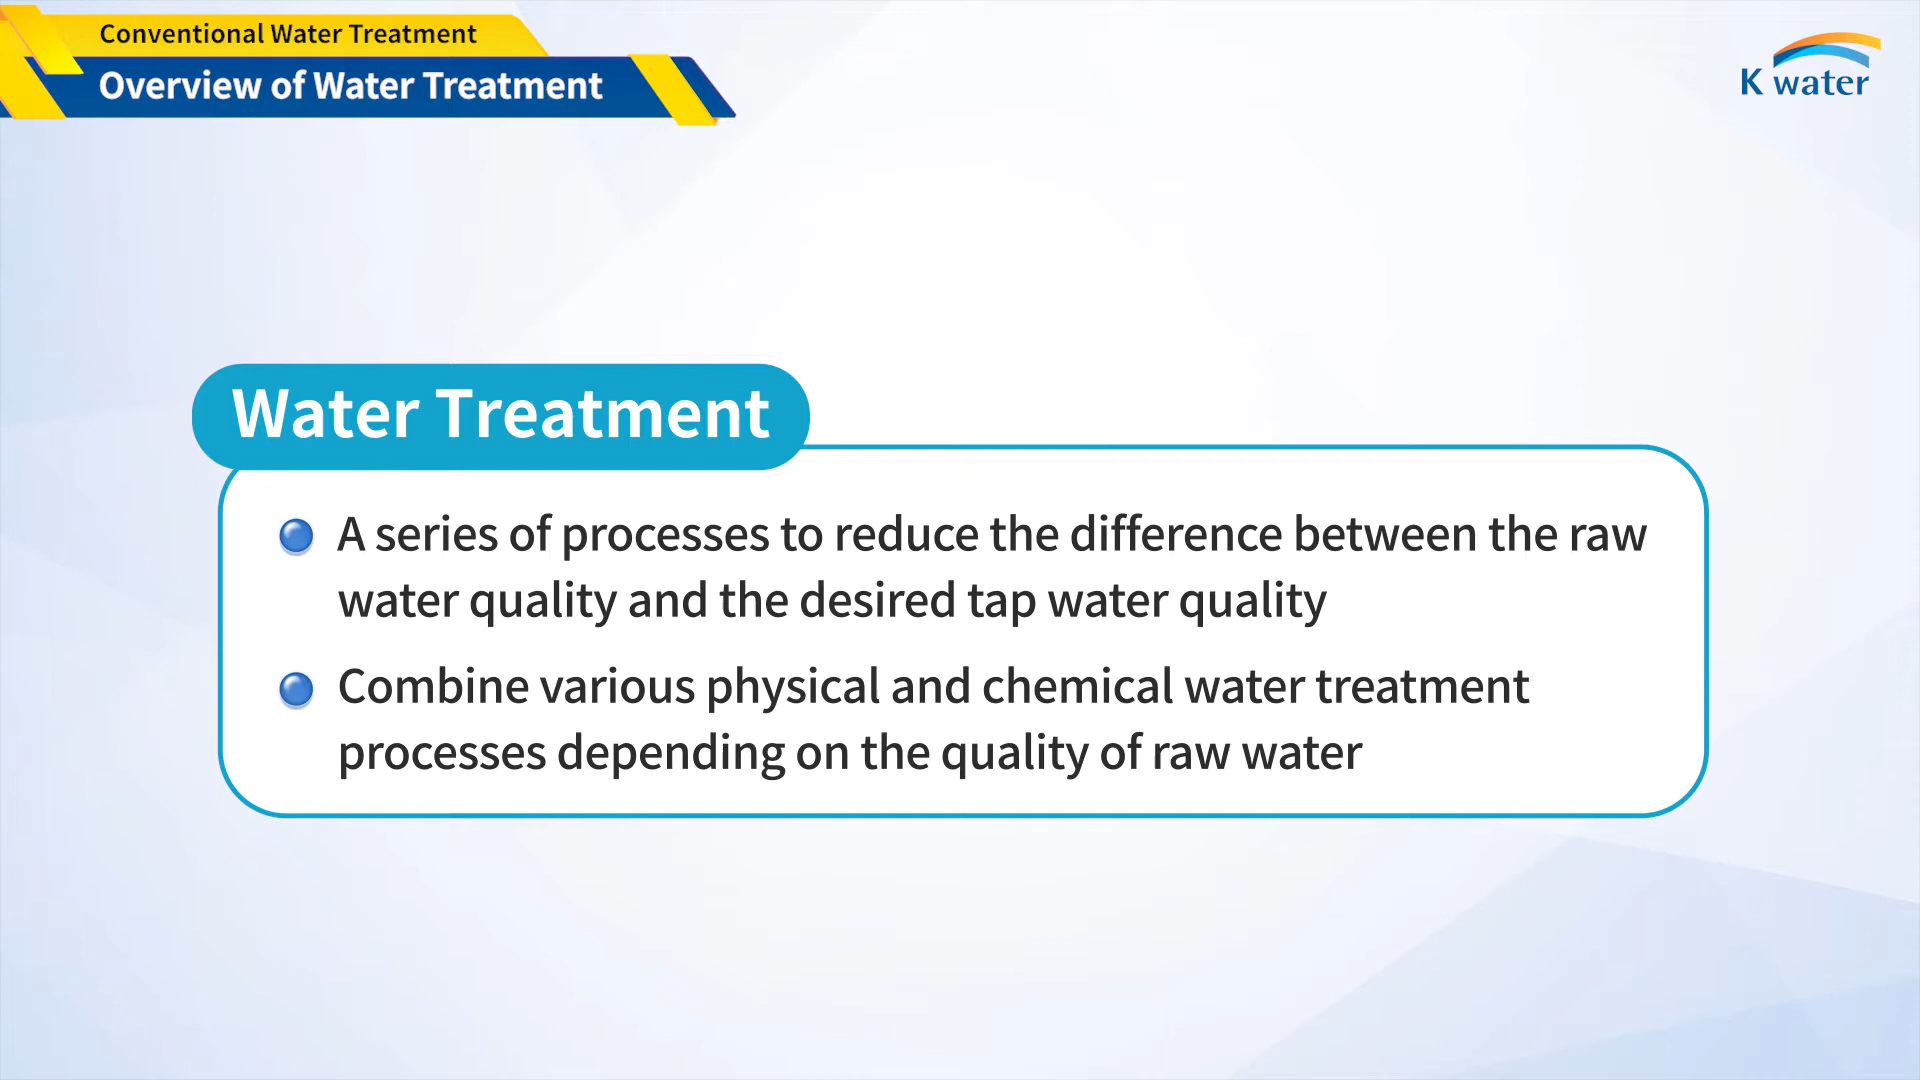 Conventional Water Treatment
Overview of Water Treatment
K water
Water Treatment
A series of processes to reduce the difference between the raw
water quality and the desired tap water quality
Combine various physical and chemical water treatment
processes depending on the quality of raw water